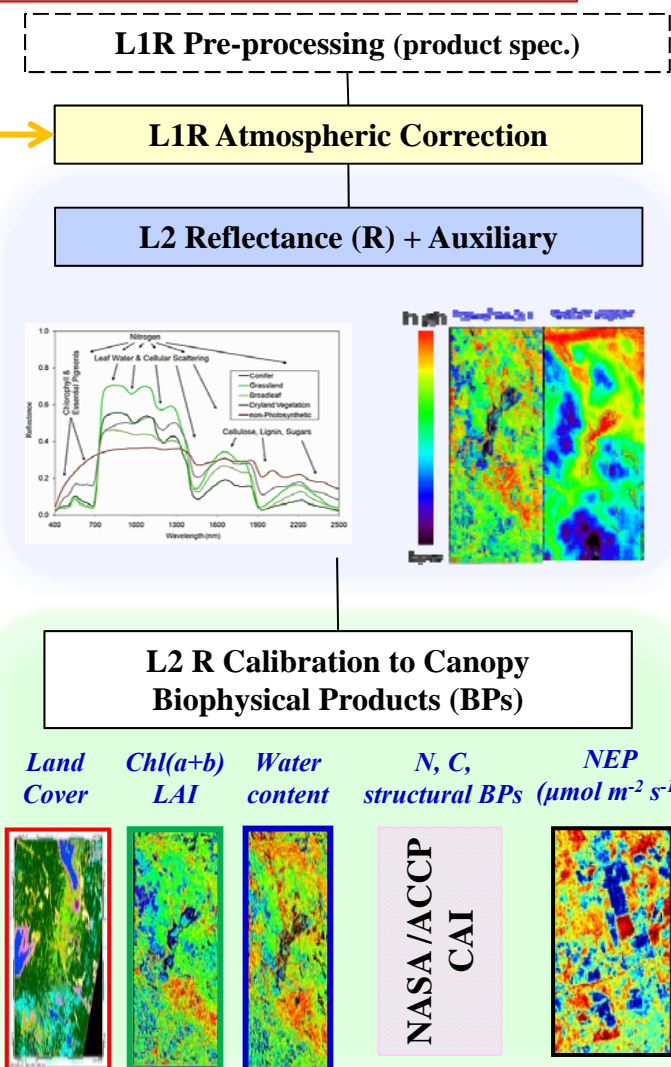 L1R Pre-processing (product spec.)
L1R Atmospheric Correction
L2 Reflectance (R) + Auxiliary
Nitrogen
Leaf Water & Cellular Scattering
Chlorophyll &
Essential Pigments
Conifer
Grassland
Broadleaf
Dryland Vegetation
non-Photosynthetic
Cellulose, Lignin, Sugars
Reflectance
1.0
0.8
0.6
0.4
0.2
0.0
400 700 1000 1300 1600 1900 2200 2500
Wavelength (nm)
high
low
L2 R Calibration to Canopy
Biophysical Products (BPs)
Land
Cover
Chl(a+b)
LAI
Water
content
N, C,
structural BPs
NEP
(μmol m⁻² s⁻¹
NASA /ACCP
CAI